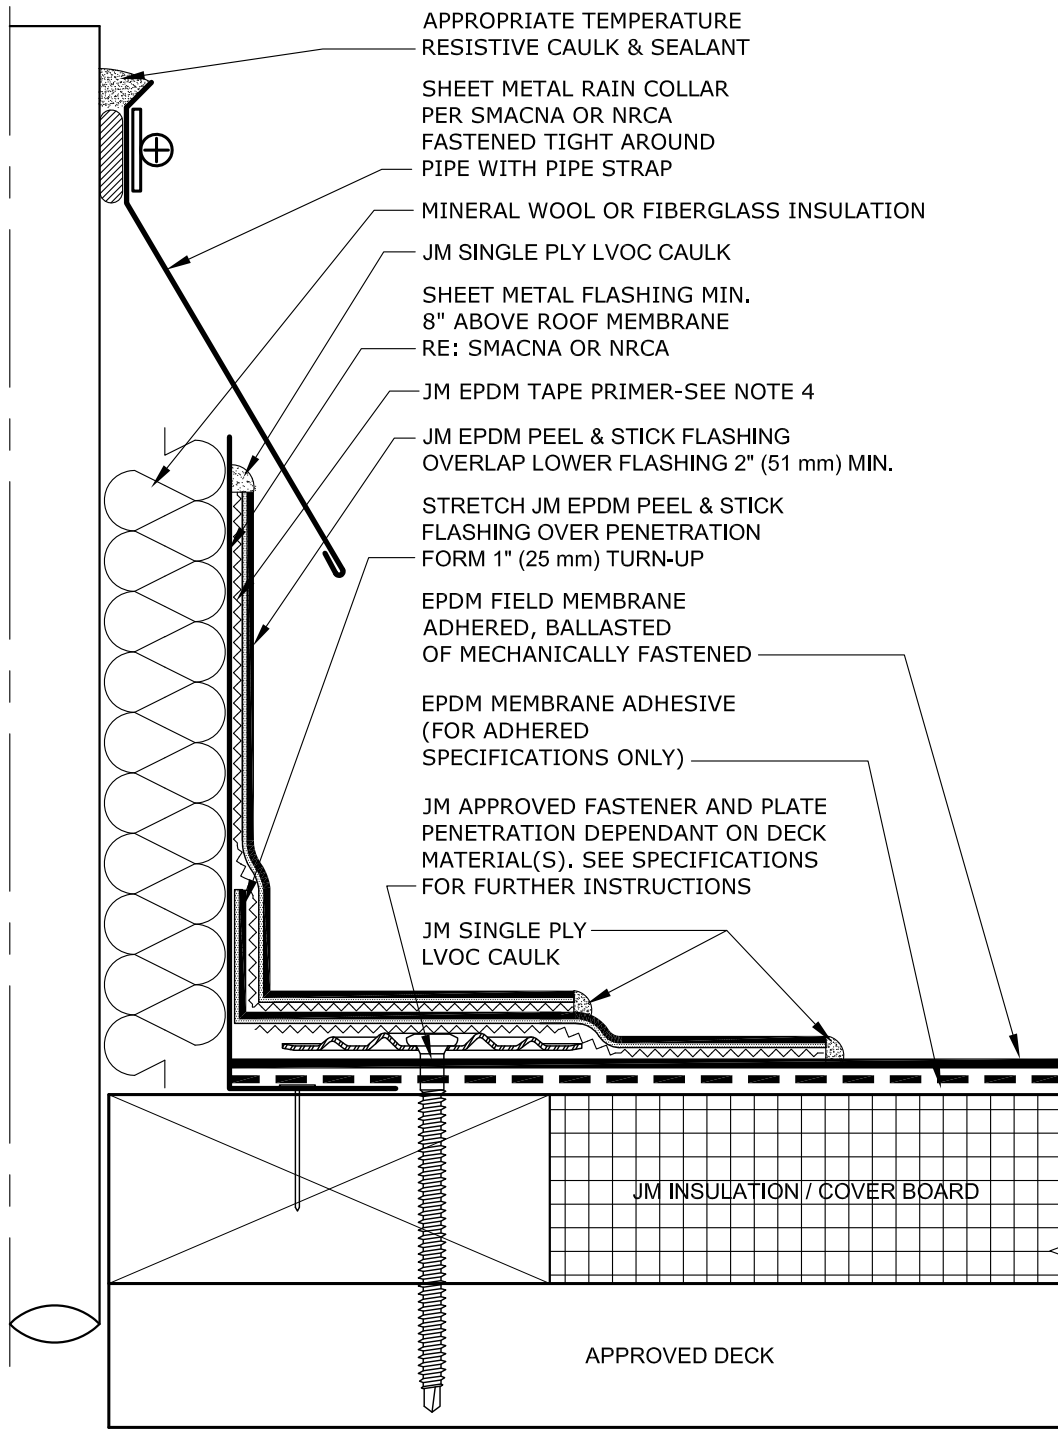 APPROPRIATE TEMPERATURE
RESISTIVE CAULK & SEALANT
SHEET METAL RAIN COLLAR
PER SMACNA OR NRCA
FASTENED TIGHT AROUND
PIPE WITH PIPE STRAP
MINERAL WOOL OR FIBERGLASS INSULATION
JM SINGLE PLY LVOC CAULK
SHEET METAL FLASHING MIN.
8" ABOVE ROOF MEMBRANE
RE: SMACNA OR NRCA
JM EPDM TAPE PRIMER-SEE NOTE 4
JM EPDM PEEL & STICK FLASHING
OVERLAP LOWER FLASHING 2" (51 mm) MIN.
STRETCH JM EPDM PEEL & STICK
FLASHING OVER PENETRATION
FORM 1" (25 mm) TURN-UP
EPDM FIELD MEMBRANE
ADHERED, BALLASTED
OF MECHANICALLY FASTENED
EPDM MEMBRANE ADHESIVE
(FOR ADHERED
SPECIFICATIONS ONLY)
JM APPROVED FASTENER AND PLATE
PENETRATION DEPENDANT ON DECK
MATERIAL(S). SEE SPECIFICATIONS
FOR FURTHER INSTRUCTIONS
JM SINGLE PLY
LVOC CAULK
JM INSULATION / COVER BOARD
APPROVED DECK